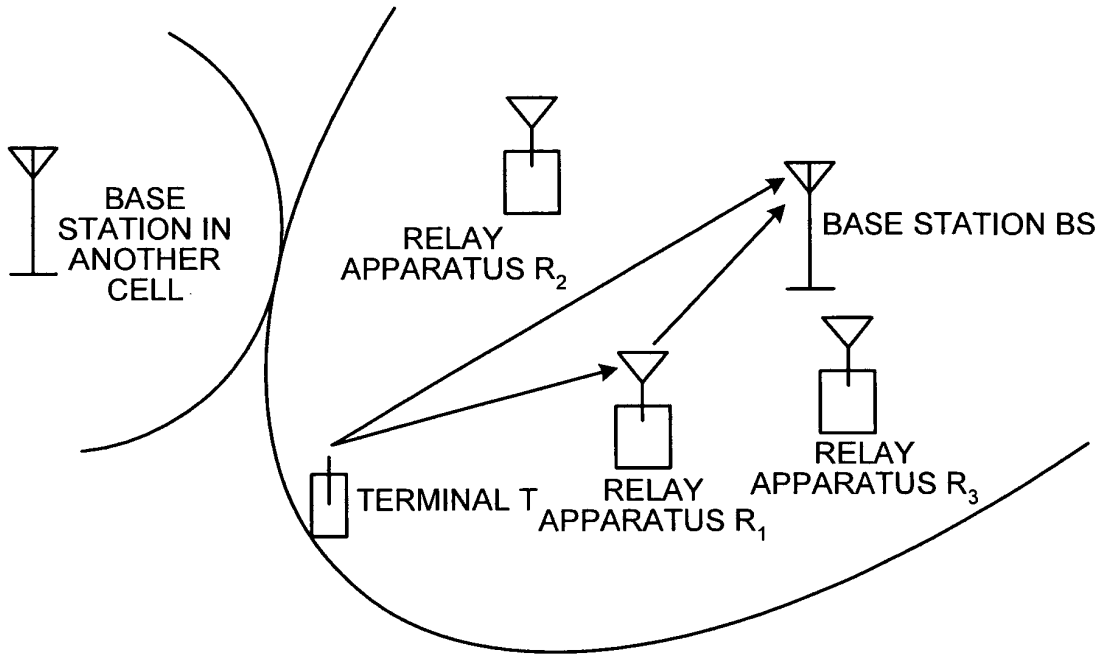 BASE
STATION IN
ANOTHER
CELL
RELAY
APPARATUS R₂
BASE STATION BS
TERMINAL T
RELAY
APPARATUS R₁
RELAY
APPARATUS R₃